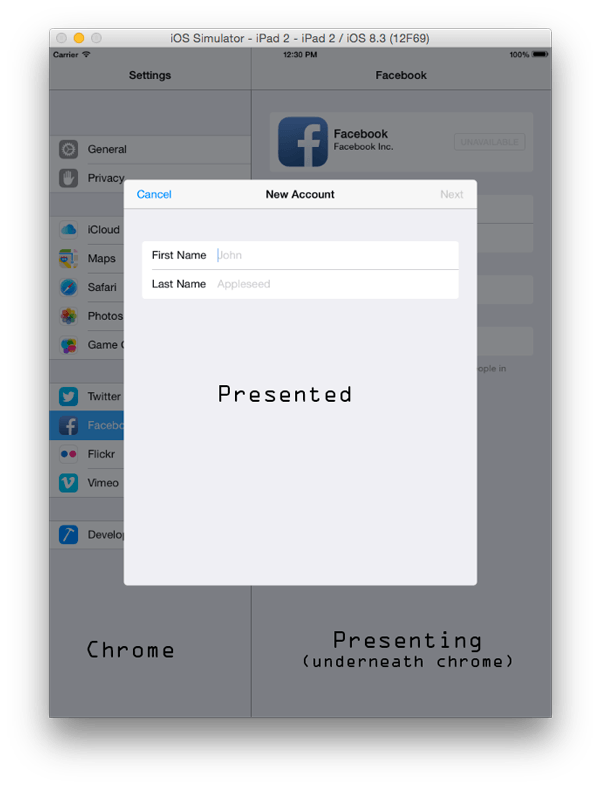 iOS Simulator - iPad 2 - iPad 2 / iOS 8.3 (12F69)
Carrier 12:30 PM 100%
Settings Facebook
Facebook
Facebook Inc.
UNAVAILABLE
General
Privacy
Cancel New Account Next
iCloud
Maps
Safari
Photos
Game C
First Name John
Last Name Appleseed
eople in
Presented
Twitter
Facebo
Flickr
Vimeo
Develop
Chrome
Presenting
(underneath chrome)